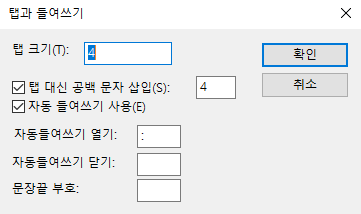 탭과 들여쓰기
탭 크기(T): 4 확인
탭 대신 공백 문자 삽입(S): 4 취소
자동 들여쓰기 사용(E)
자동들여쓰기 열기: :
자동들여쓰기 닫기:
문장끝 부호: